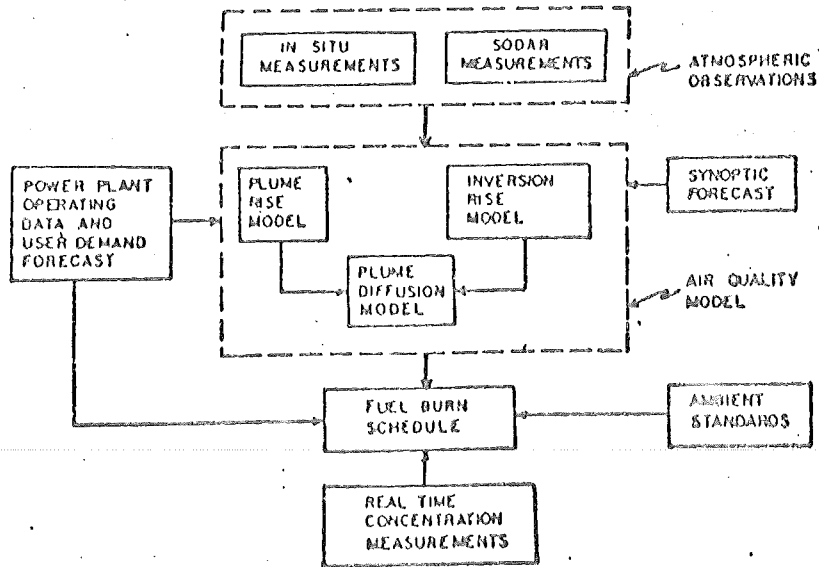 IN SITU
MEASUREMENTS
SODAR
MEASUREMENTS
ATMOSPHERIC
OBSERVATIONS
POWER PLANT
OPERATING
DATA AND
USER DEMAND
FORECAST
PLUME
RISE
MODEL
INVERSION
RISE
MODEL
SYNOPTIC
FORECAST
PLUME
DIFFUSION
MODEL
AIR QUALITY
MODEL
FUEL BURN
SCHEDULE
AMBIENT
STANDARDS
REAL TIME
CONCENTRATION
MEASUREMENTS